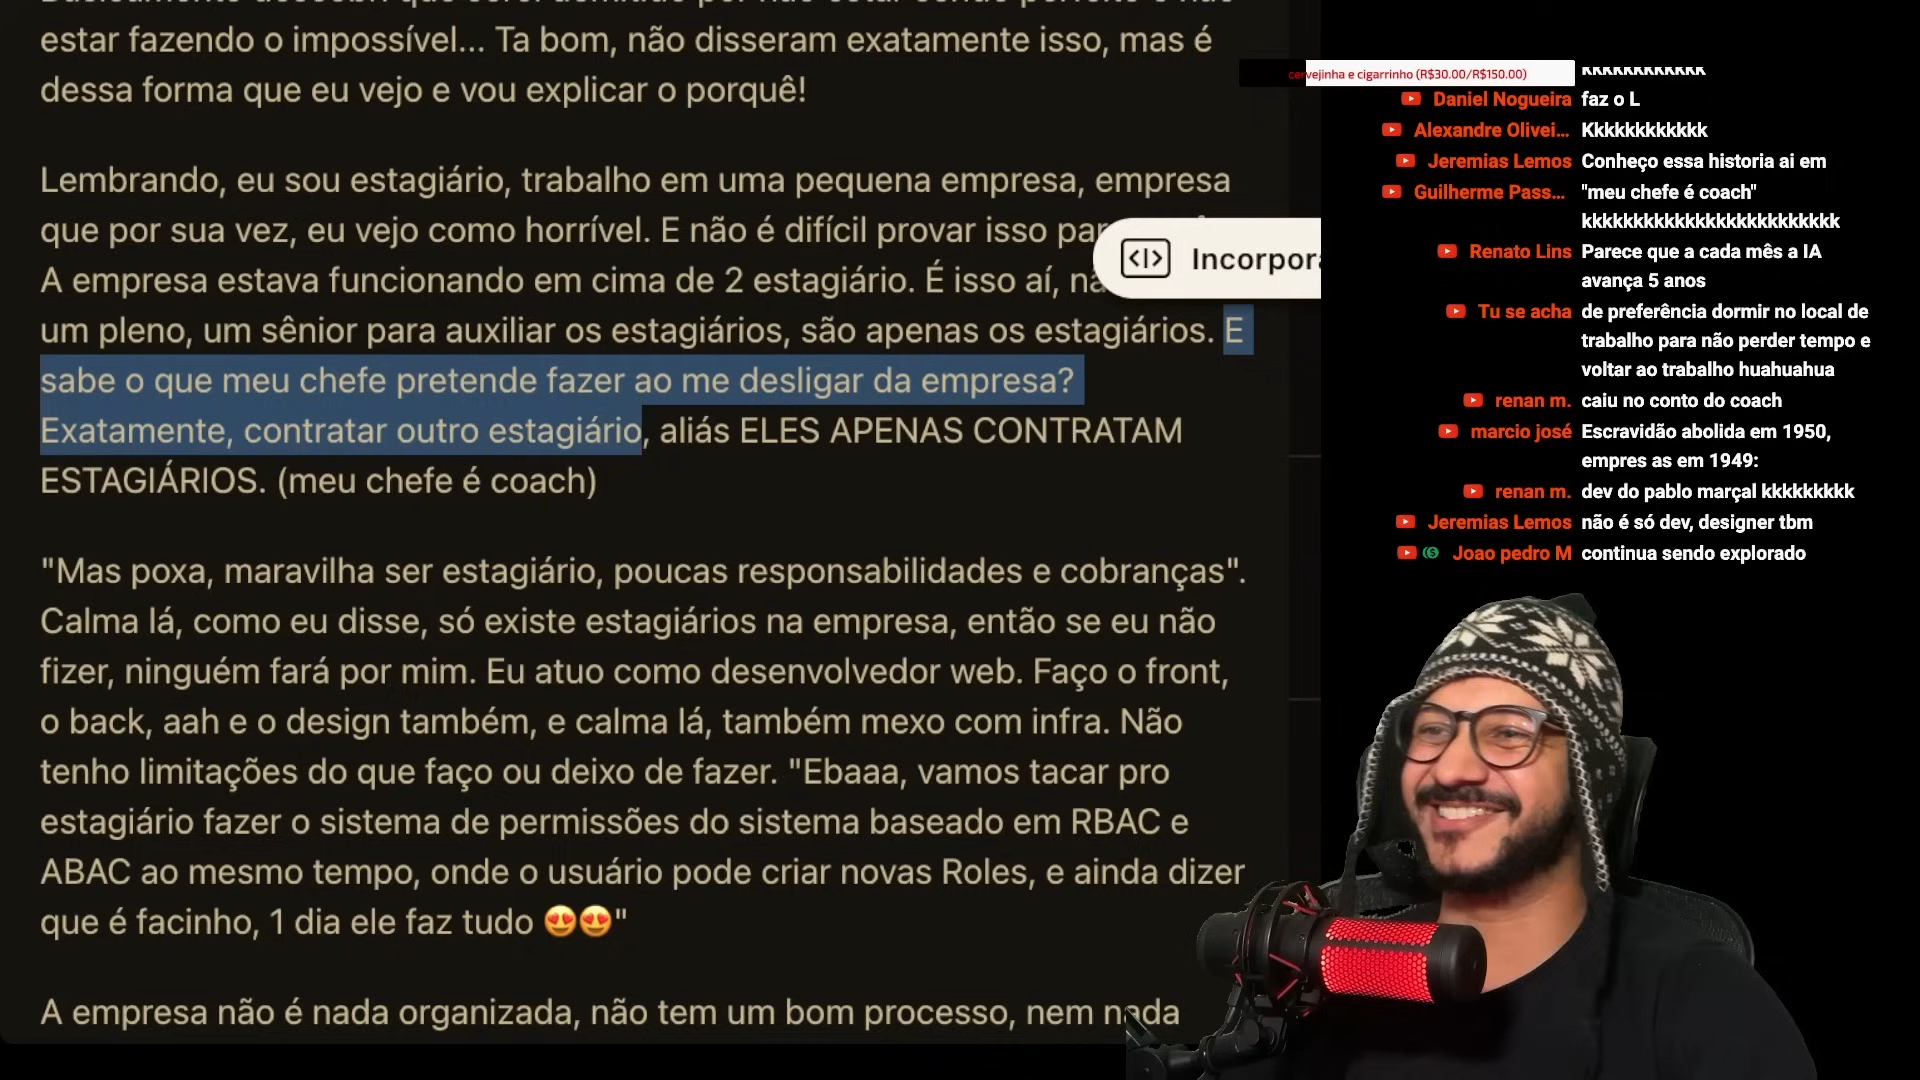 estar fazendo o impossível... Ta bom, não disseram exatamente isso, mas é
dessa forma que eu vejo e vou explicar o porquê!
Lembrando, eu sou estagiário, trabalho em uma pequena empresa, empresa
que por sua vez, eu vejo como horrível. E não é difícil provar isso
A empresa estava funcionando em cima de 2 estagiário. É isso aí,
um pleno, um sênior para auxiliar os estagiários, são apenas os estagiários. E
sabe o que meu chefe pretende fazer ao me desligar da empresa?
Exatamente, contratar outro estagiário, aliás ELES APENAS CONTRATAM
ESTAGIÁRIOS. (meu chefe é coach)
"Mas poxa, maravilha ser estagiário, poucas responsabilidades e cobranças".
Calma lá, como eu disse, só existe estagiários na empresa, então se eu não
fizer, ninguém fará por mim. Eu atuo como desenvolvedor web. Faço o front,
o back, aah e o design também, e calma lá, também mexo com infra. Não
tenho limitações do que faço ou deixo de fazer. "Ebaaa, vamos tacar pro
estagiário fazer o sistema de permissões do sistema baseado em RBAC e
ABAC ao mesmo tempo, onde o usuário pode criar novas Roles, e ainda dizer
que é facinho, 1 dia ele faz tudo 😍😍"
A empresa não é nada organizada, não tem um bom processo, nem nada
</> Incorpora
cervejinha e cigarrinho (R$30.00/R$150.00)
kkkkkkkkkkkk
Daniel Nogueira faz o L
Alexandre Olivei... Kkkkkkkkkkkk
Jeremias Lemos Conheço essa historia ai em
Guilherme Pass... "meu chefe é coach"
kkkkkkkkkkkkkkkkkkkkkkkkk
Renato Lins Parece que a cada mês a IA
avança 5 anos
Tu se acha de preferência dormir no local de
trabalho para não perder tempo e
voltar ao trabalho huahuahua
renan m. caiu no conto do coach
marcio josé Escravidão abolida em 1950,
empres as em 1949:
renan m. dev do pablo marçal kkkkkkkkk
Jeremias Lemos não é só dev, designer tbm
Joao pedro M continua sendo explorado